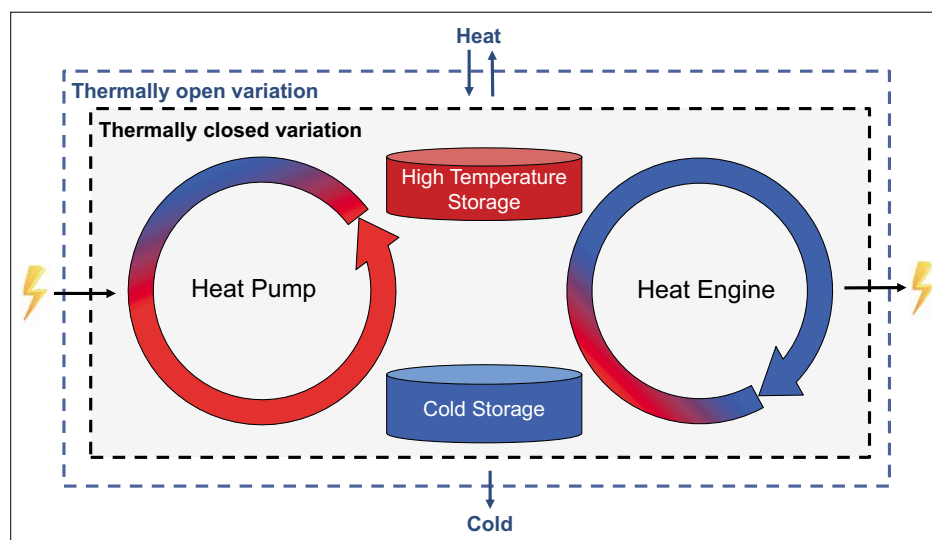 Heat
Thermally open variation
Thermally closed variation
High Temperature
Storage
Heat Pump
Heat Engine
Cold Storage
Cold